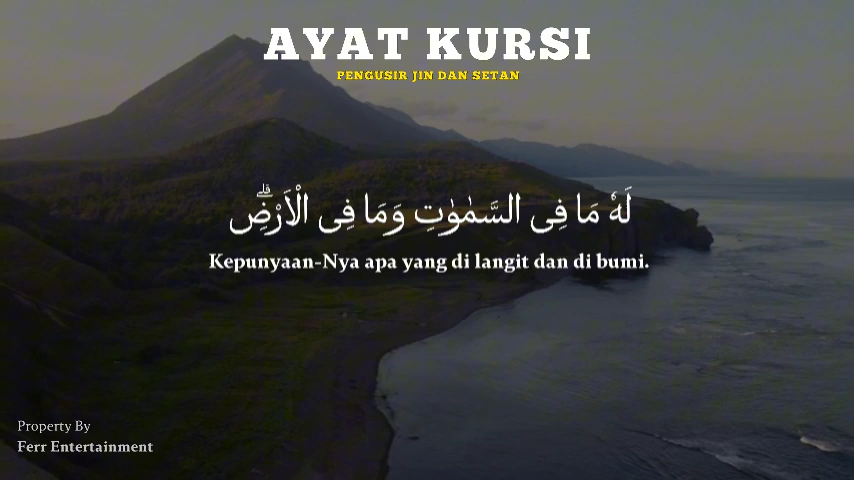 AYAT KURSI
PENGUSIR JIN DAN SETAN
لَهٗ مَا فِى السَّمٰوٰتِ وَمَا فِى الْاَرْضِۗ
Kepunyaan-Nya apa yang di langit dan di bumi.
Property By
Ferr Entertainment